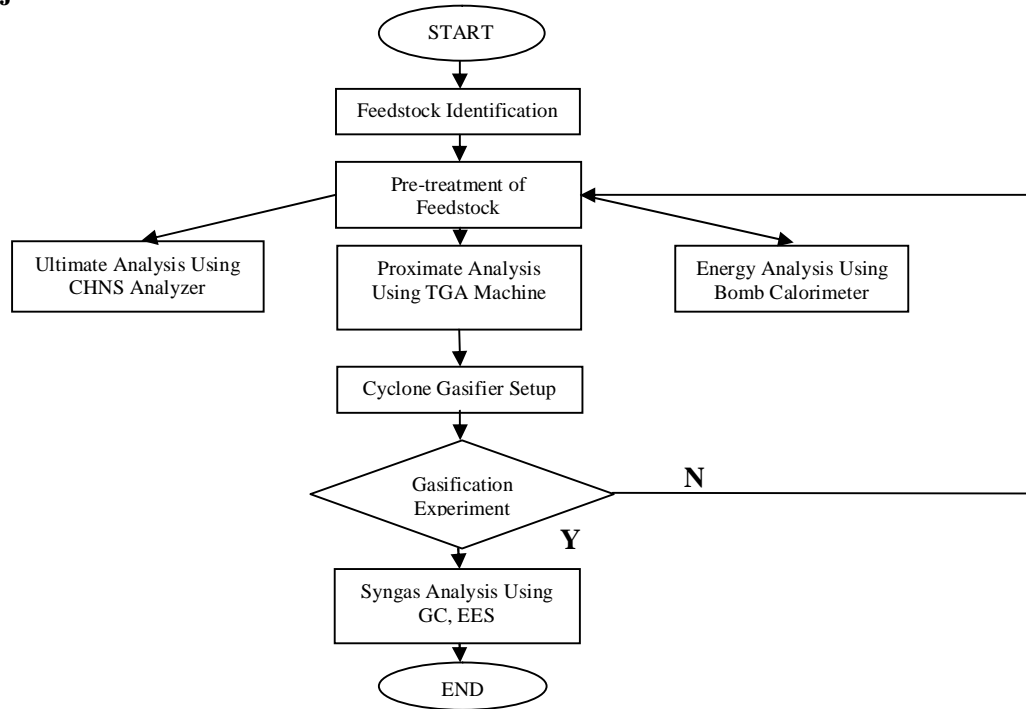 START
Feedstock Identification
Pre-treatment of
Feedstock
Ultimate Analysis Using
CHNS Analyzer
Proximate Analysis
Using TGA Machine
Energy Analysis Using
Bomb Calorimeter
Cyclone Gasifier Setup
Gasification
Experiment
N
Y
Syngas Analysis Using
GC, EES
END